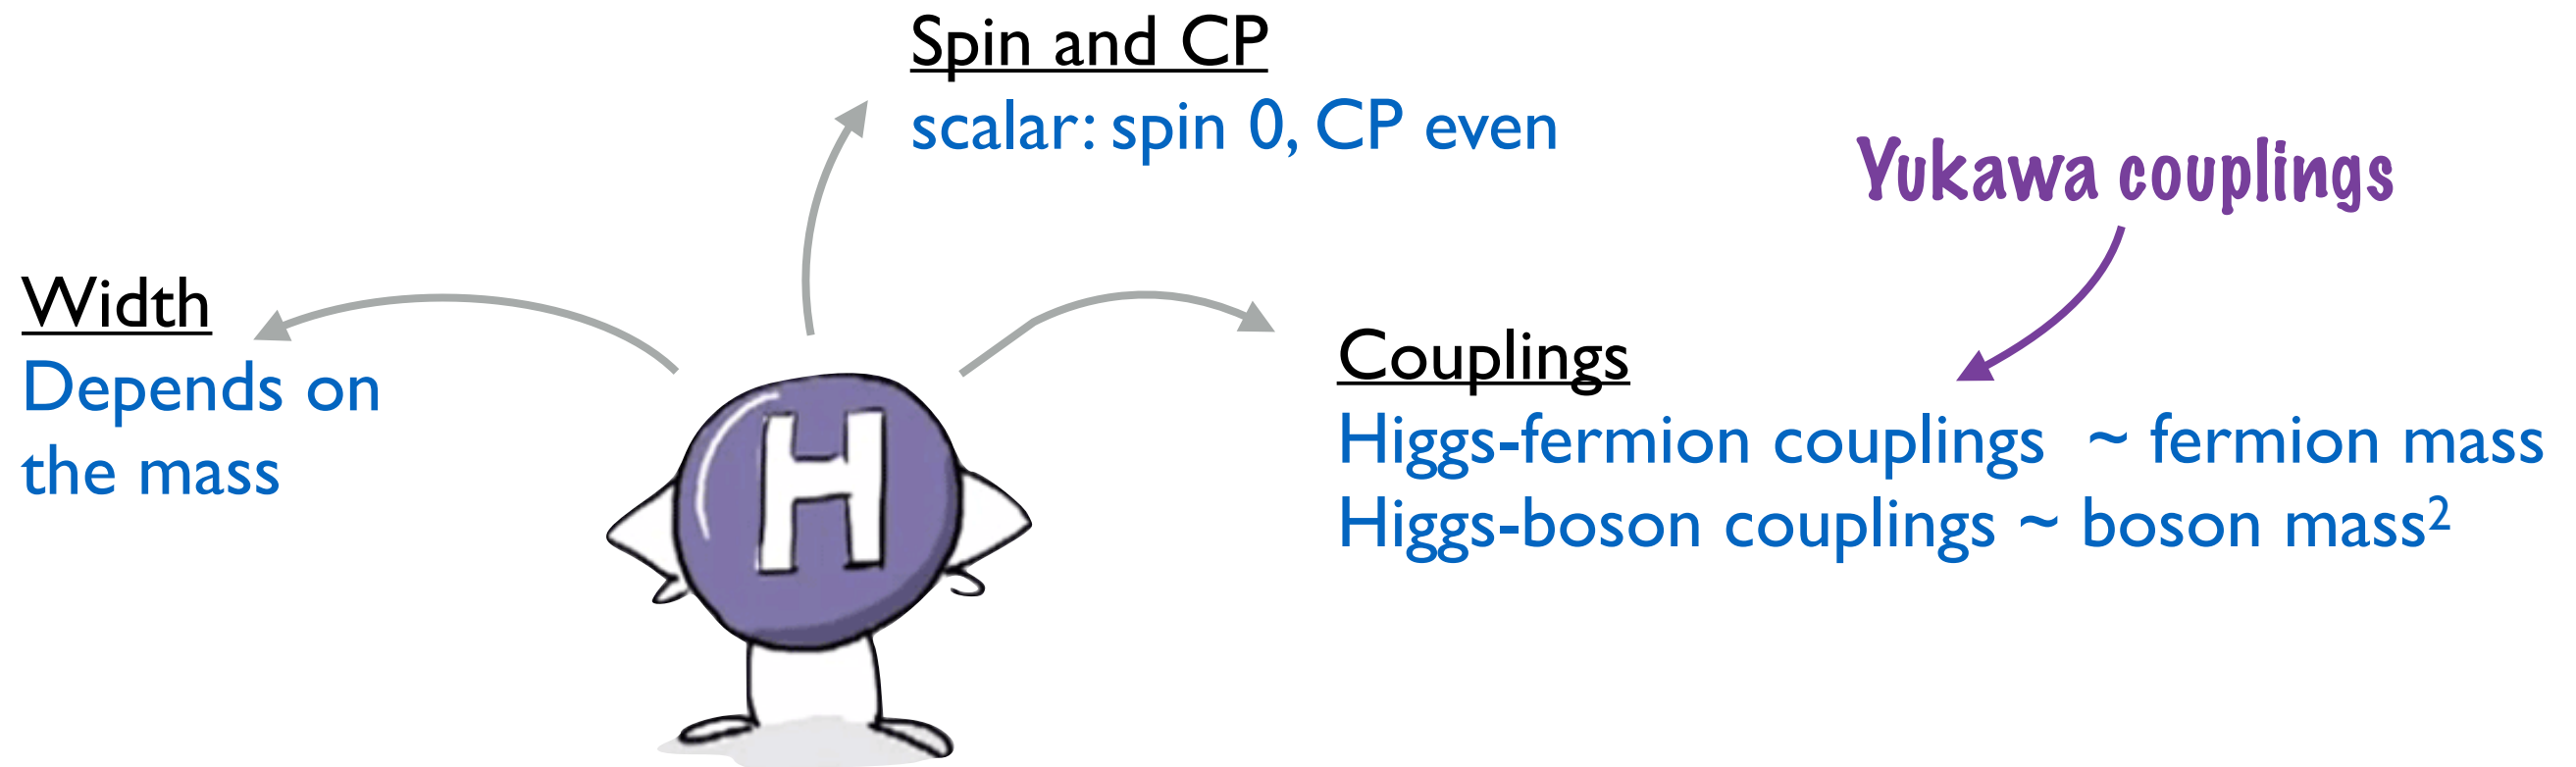 Spin and CP
scalar: spin 0, CP even
Yukawa couplings
Width
Depends on
the mass
Couplings
Higgs-fermion couplings ~ fermion mass
Higgs-boson couplings ~ boson mass²
H